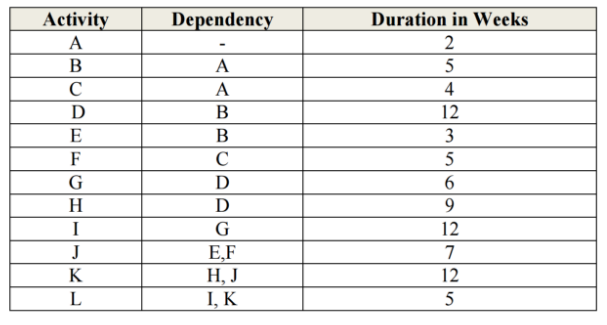 Activity Dependency Duration in Weeks
A - 2
B A 5
C A 4
D B 12
E B 3
F C 5
G D 6
H D 9
I G 12
J E,F 7
K H, J 12
L I, K 5